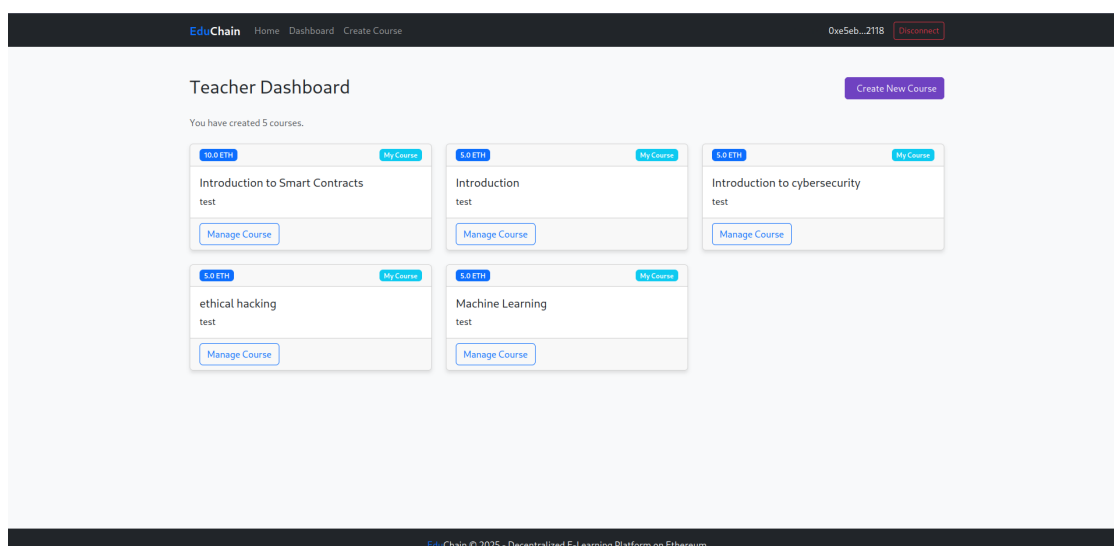 EduChain Home Dashboard Create Course 0xe5eb...2118 Disconnect
Teacher Dashboard Create New Course
You have created 5 courses.
10.0 ETH My Course 5.0 ETH My Course 5.0 ETH My Course
Introduction to Smart Contracts Introduction Introduction to cybersecurity
test test test
Manage Course Manage Course Manage Course
5.0 ETH My Course 5.0 ETH My Course
ethical hacking Machine Learning
test test
Manage Course Manage Course
EduChain © 2025 - Decentralized E-Learning Platform on Ethereum